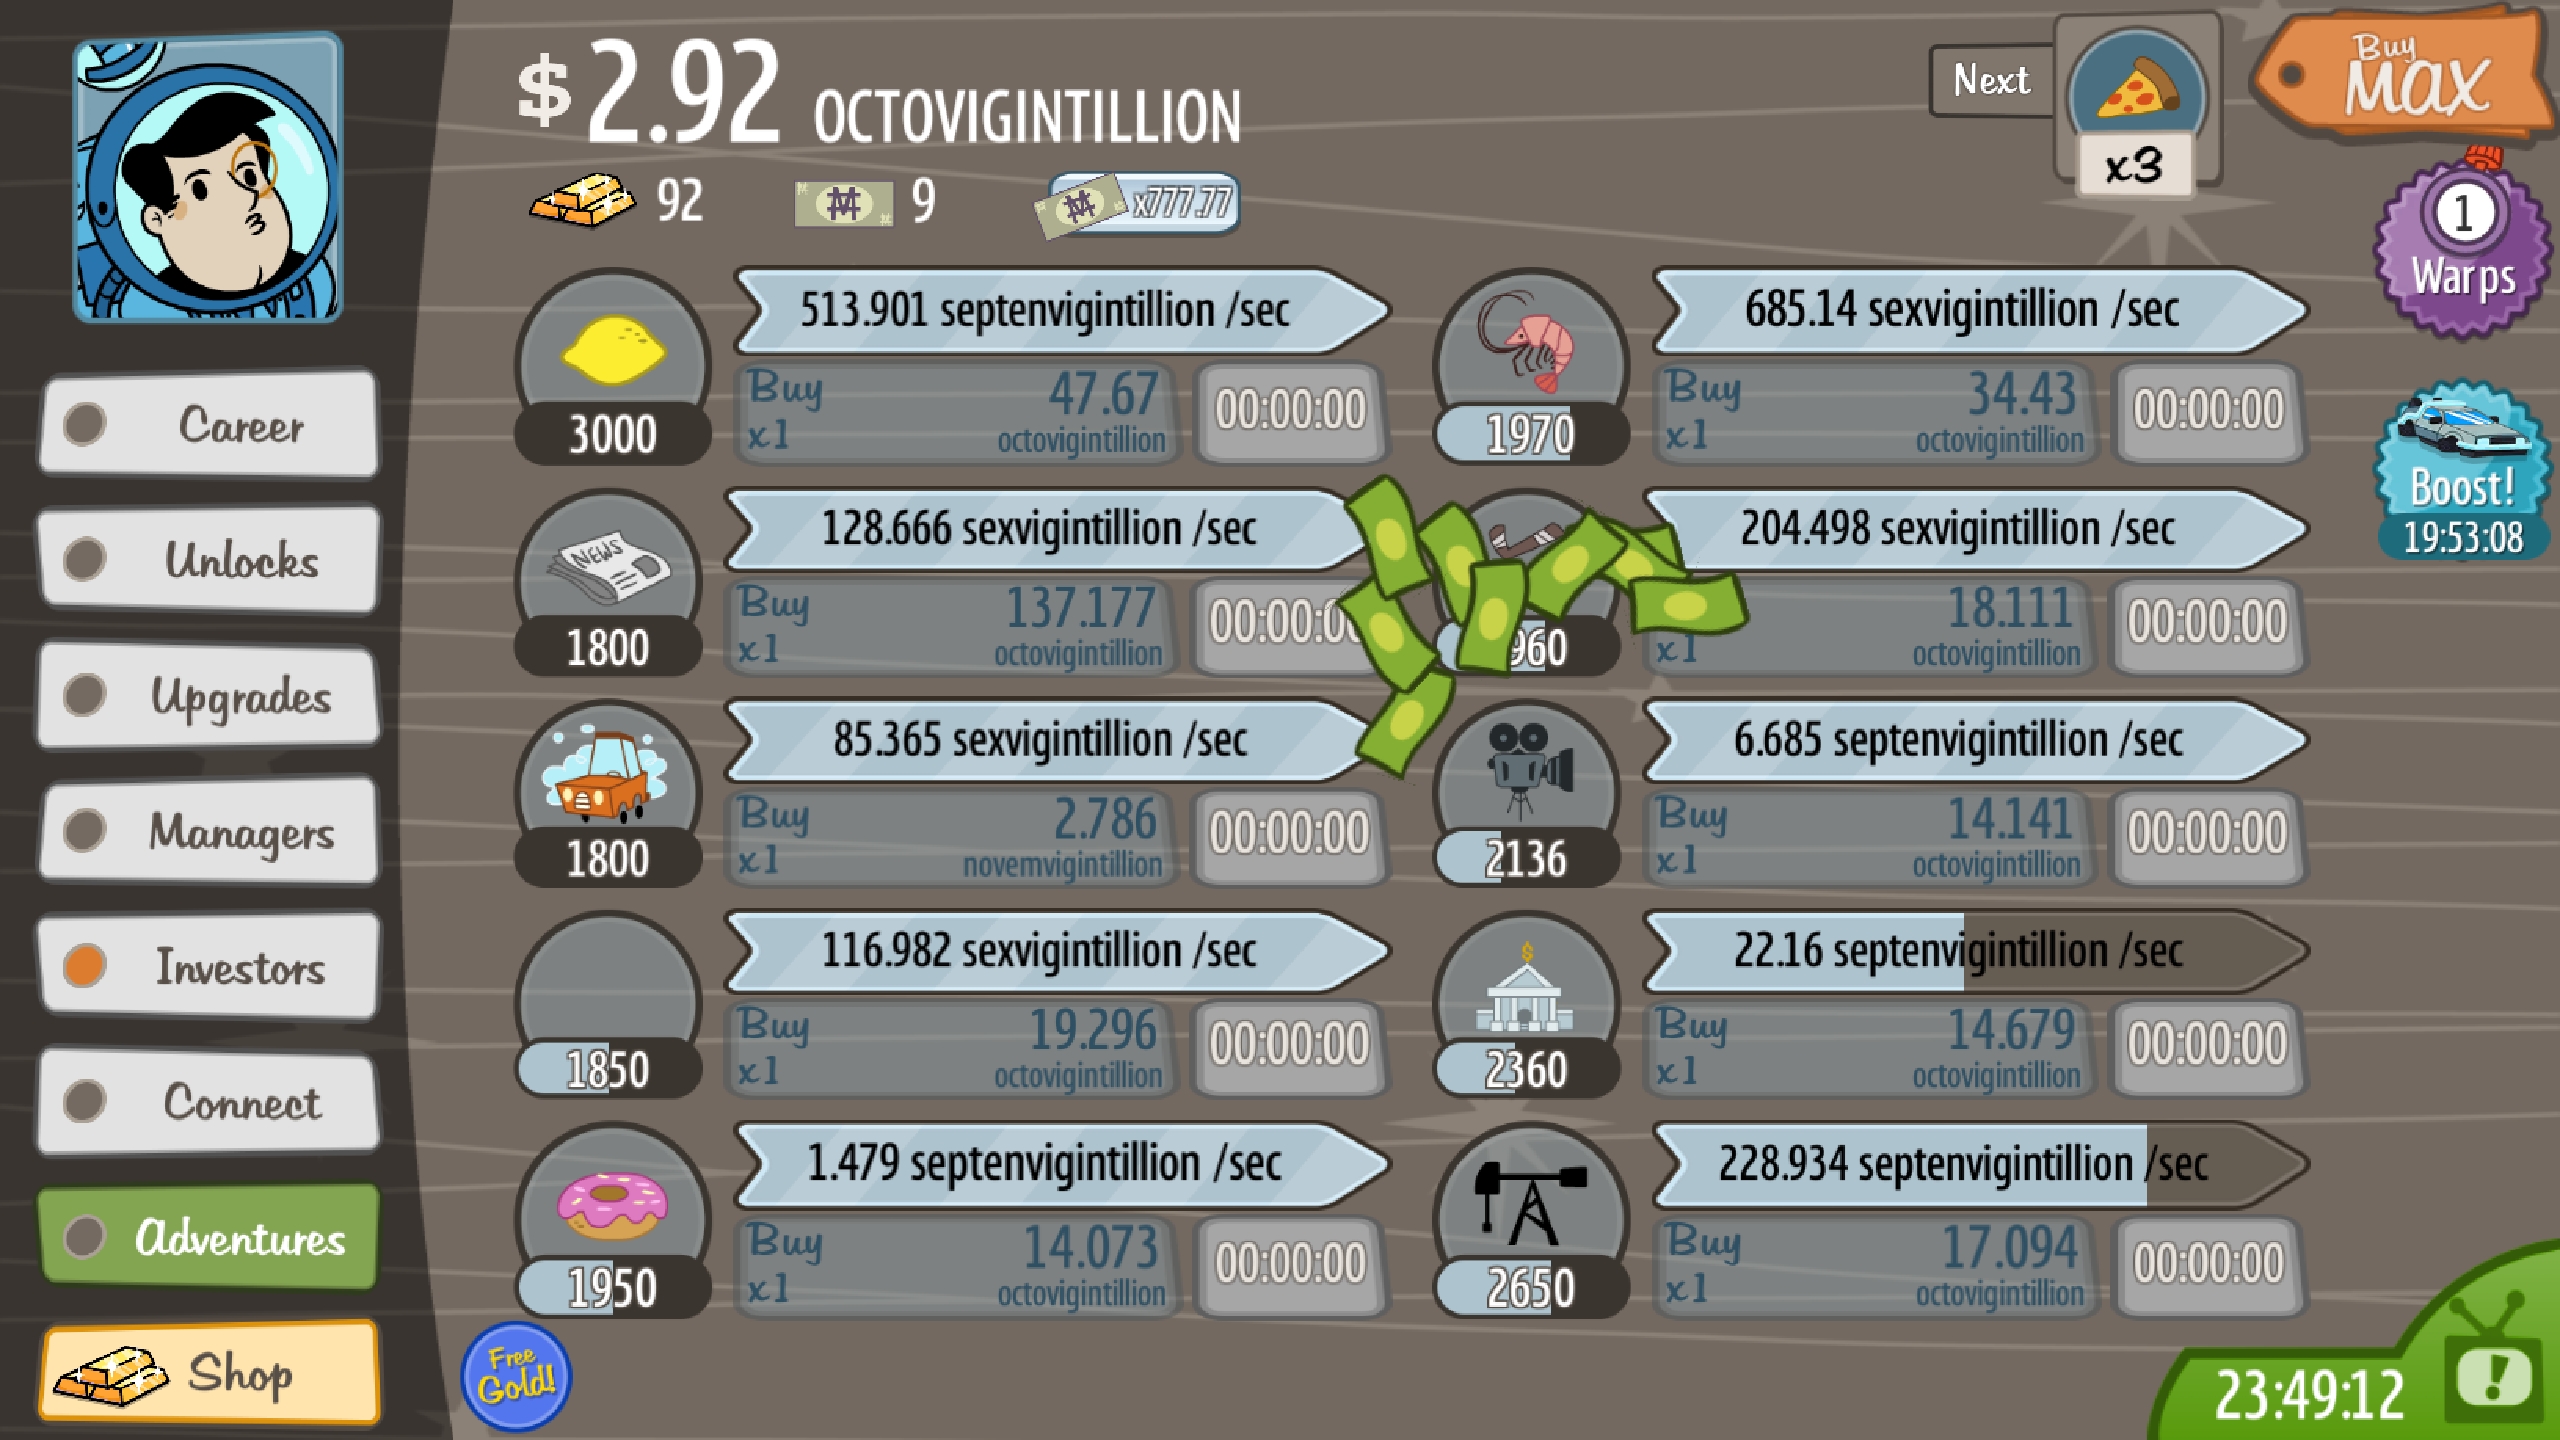 $2.92 OCTOVIGINTILLION
Next
x3
Buy
MAX
92
9
x777.77
1
Warps
Boost!
19:53:08
Career
Unlocks
Upgrades
Managers
Investors
Connect
Adventures
Shop
513.901 septenvigintillion /sec
3000
Buy
x1
47.67
octovigintillion
00:00:00
685.14 sexvigintillion /sec
1970
Buy
x1
34.43
octovigintillion
00:00:00
NEWS
128.666 sexvigintillion /sec
1800
Buy
x1
137.177
octovigintillion
204.498 sexvigintillion /sec
x1
18.111
octovigintillion
00:00:00
85.365 sexvigintillion /sec
1800
Buy
x1
2.786
novemvigintillion
00:00:00
6.685 septenvigintillion /sec
2136
Buy
x1
14.141
octovigintillion
00:00:00
116.982 sexvigintillion /sec
1850
Buy
x1
19.296
octovigintillion
00:00:00
22.16 septenvigintillion /sec
$
2360
Buy
x1
14.679
octovigintillion
00:00:00
1.479 septenvigintillion /sec
1950
Buy
x1
14.073
octovigintillion
00:00:00
228.934 septenvigintillion /sec
2650
Buy
x1
17.094
octovigintillion
00:00:00
Free
Gold!
23:49:12
!